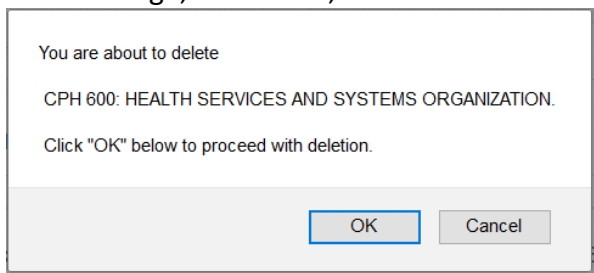 You are about to delete
CPH 600: HEALTH SERVICES AND SYSTEMS ORGANIZATION.
Click "OK" below to proceed with deletion.
OK Cancel